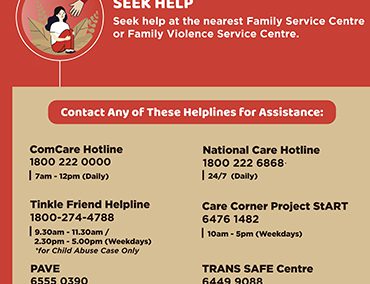 SEEK HELP
Seek help at the nearest Family Service Centre
or Family Violence Service Centre.
Contact Any of These Helplines for Assistance:
ComCare Hotline
1800 222 0000
7am - 12pm (Daily)
National Care Hotline
1800 222 6868
24/7 (Daily)
Tinkle Friend Helpline
1800-274-4788
9.30am - 11.30am /
2.30pm - 5.00pm (Weekdays)
*for Child Abuse Case Only
Care Corner Project StART
6476 1482
10am - 5pm (Weekdays)
PAVE
6555 0390
TRANS SAFE Centre
6449 9088